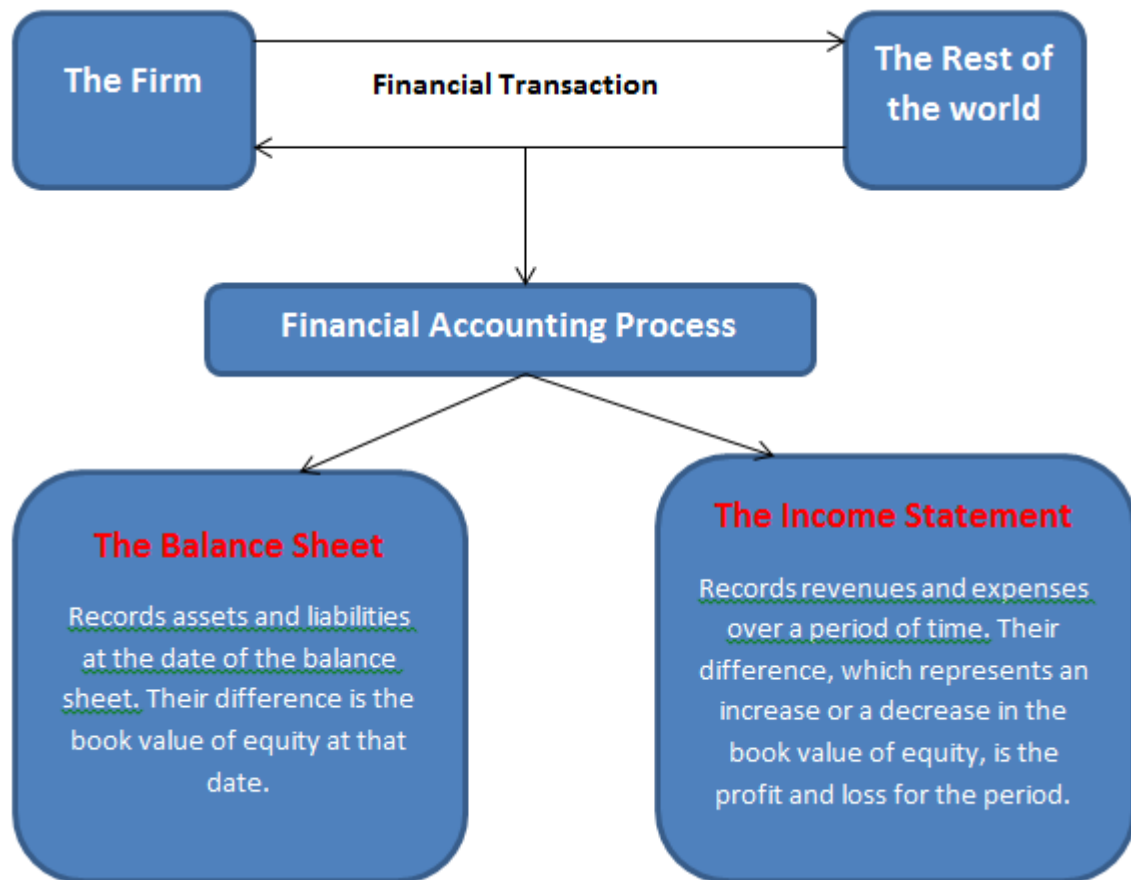 The Firm
Financial Transaction
The Rest of
the world
Financial Accounting Process
The Balance Sheet
Records assets and liabilities
at the date of the balance
sheet. Their difference is the
book value of equity at that
date.
The Income Statement
Records revenues and expenses
over a period of time. Their
difference, which represents an
increase or a decrease in the
book value of equity, is the
profit and loss for the period.